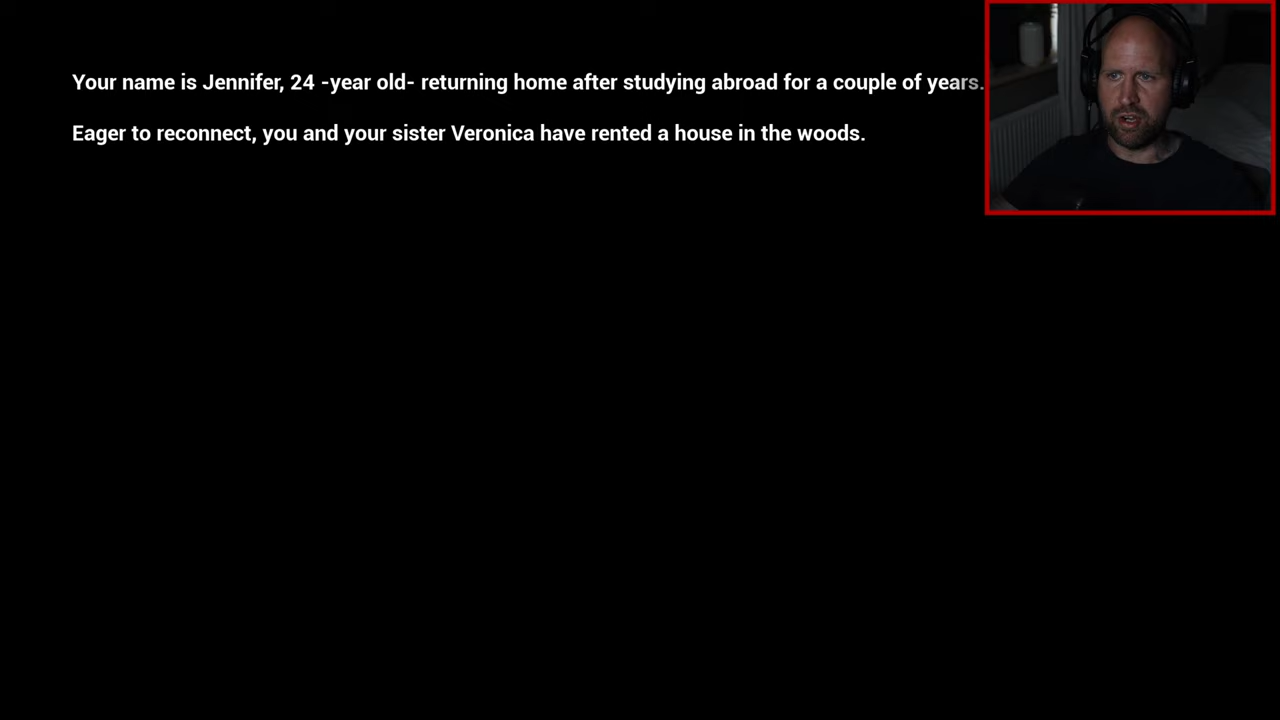 Your name is Jennifer, 24 -year old- returning home after studying abroad for a couple of years.
Eager to reconnect, you and your sister Veronica have rented a house in the woods.